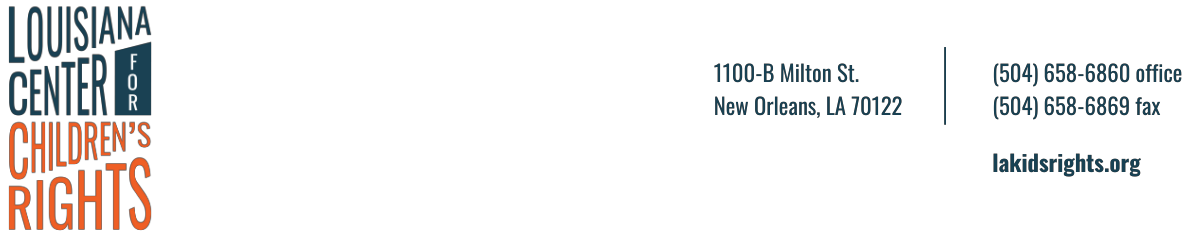 LOUISIANA
CENTER FOR
CHILDREN'S
RIGHTS
1100-B Milton St.
New Orleans, LA 70122
(504) 658-6860 office
(504) 658-6869 fax
lakidsrights.org